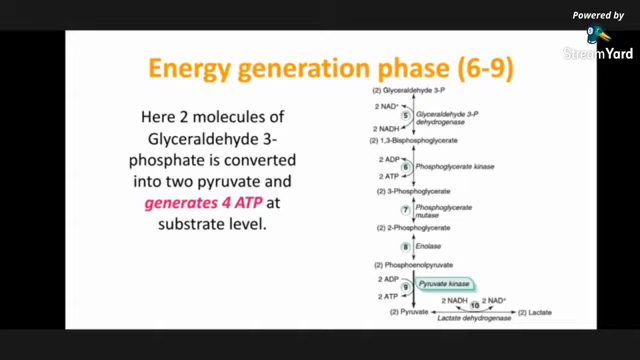 Powered by
StreamYard
Energy generation phase (6-9)
Here 2 molecules of
Glyceraldehyde 3-
phosphate is converted
into two pyruvate and
generates 4 ATP at
substrate level.
(2) Glyceraldehyde 3-P
2 NAD⁺
5
Glyceraldehyde 3-P
dehydrogenase
2 NADH
(2) 1,3-Bisphosphoglycerate
2 ADP
6
Phosphoglycerate kinase
2 ATP
(2) 3-Phosphoglycerate
7
Phosphoglycerate
mutase
(2) 2-Phosphoglycerate
8
Enolase
(2) Phosphoenolpyruvate
2 ADP
9
Pyruvate kinase
2 ATP
2 NADH
10
2 NAD⁺
(2) Pyruvate
(2) Lactate
Lactate dehydrogenase